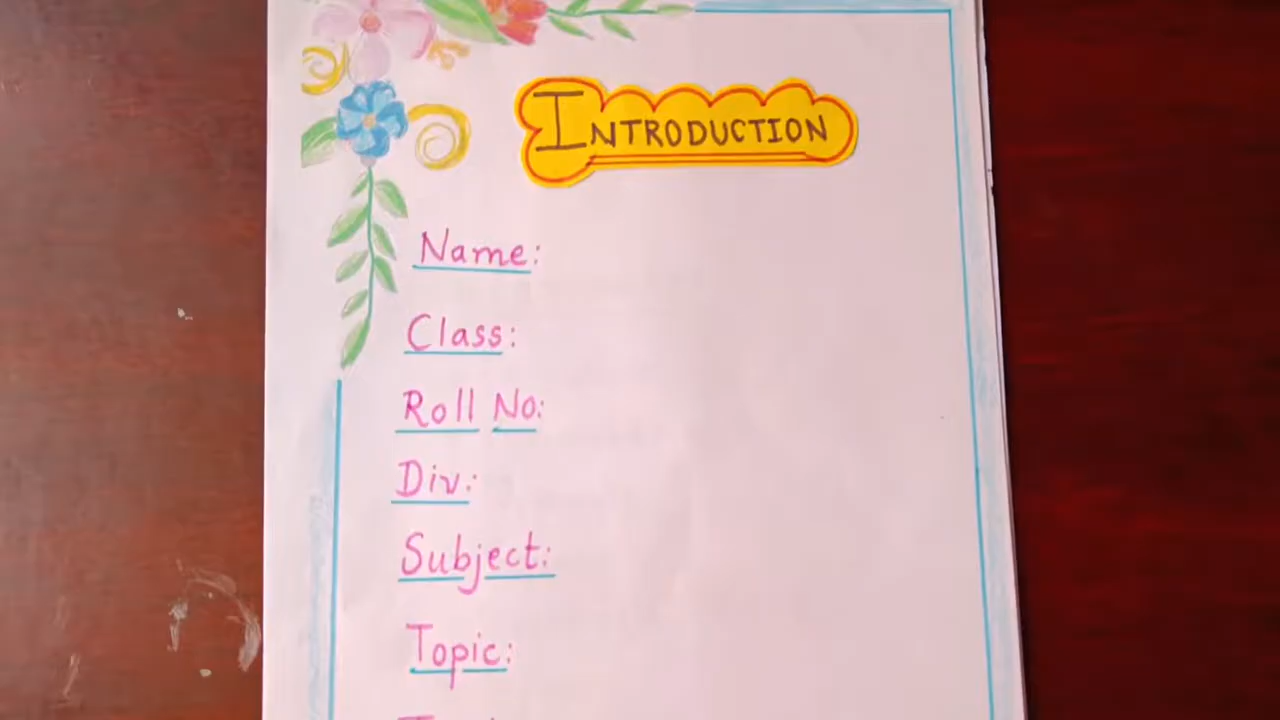 INTRODUCTION
Name:
Class:
Roll No:
Div:
Subject:
Topic: